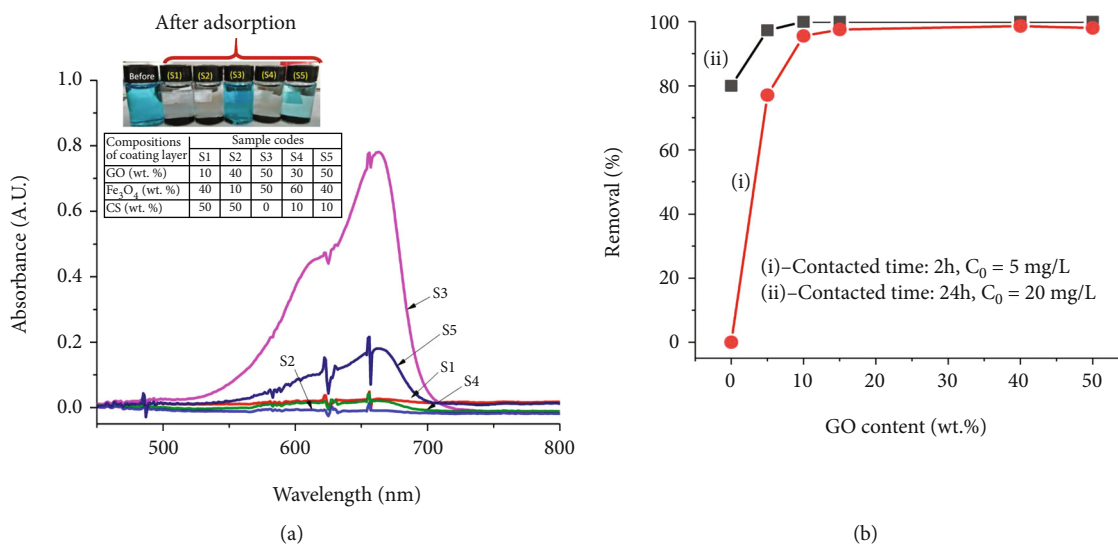 After adsorption
Before (S1) (S2) (S3) (S4) (S5)
Compositions of coating layer Sample codes
S1 S2 S3 S4 S5
GO (wt. %) 10 40 50 30 50
Fe₃O₄ (wt. %) 40 10 50 60 40
CS (wt. %) 50 50 0 10 10
1.0
0.8
0.6
0.4
0.2
0.0
Absorbance (A.U.)
S3
S5
S2
S1
S4
500 600 700 800
Wavelength (nm)
(a)
100
80
60
40
20
0
Removal (%)
(ii)
(i)
(i)–Contacted time: 2h, C₀ = 5 mg/L
(ii)–Contacted time: 24h, C₀ = 20 mg/L
0 10 20 30 40 50
GO content (wt.%)
(b)